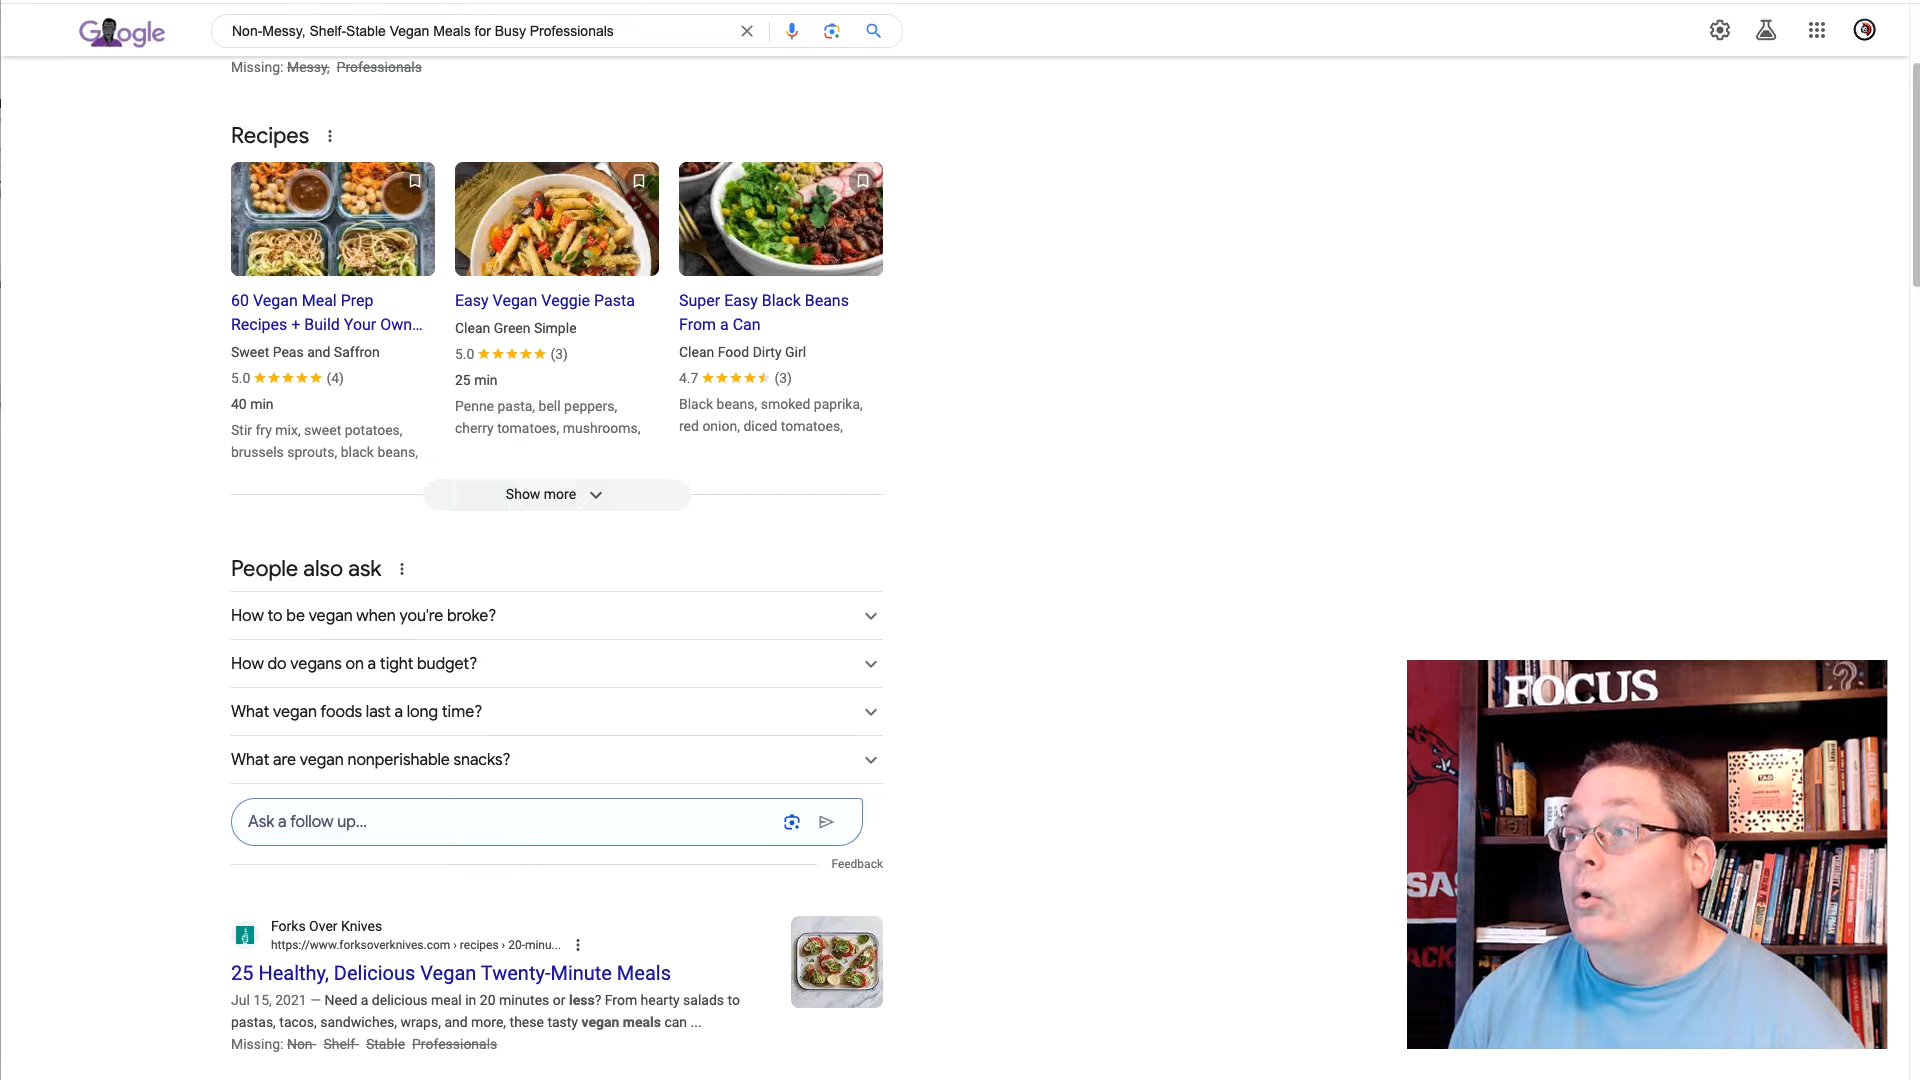 Google
Non-Messy, Shelf-Stable Vegan Meals for Busy Professionals
Missing: Messy, Professionals
Recipes
60 Vegan Meal Prep
Recipes + Build Your Own...
Sweet Peas and Saffron
5.0 (4)
40 min
Stir fry mix, sweet potatoes,
brussels sprouts, black beans,
Easy Vegan Veggie Pasta
Clean Green Simple
5.0 (3)
25 min
Penne pasta, bell peppers,
cherry tomatoes, mushrooms,
Super Easy Black Beans
From a Can
Clean Food Dirty Girl
4.7 (3)
Black beans, smoked paprika,
red onion, diced tomatoes,
Show more
People also ask
How to be vegan when you're broke?
How do vegans on a tight budget?
What vegan foods last a long time?
What are vegan nonperishable snacks?
Ask a follow up...
Feedback
Forks Over Knives
https://www.forksoverknives.com › recipes › 20-minu...
25 Healthy, Delicious Vegan Twenty-Minute Meals
Jul 15, 2021 — Need a delicious meal in 20 minutes or less? From hearty salads to
pastas, tacos, sandwiches, wraps, and more, these tasty vegan meals can ...
Missing: Non- Shelf- Stable Professionals
FOCUS
TAO
SAS
ACK